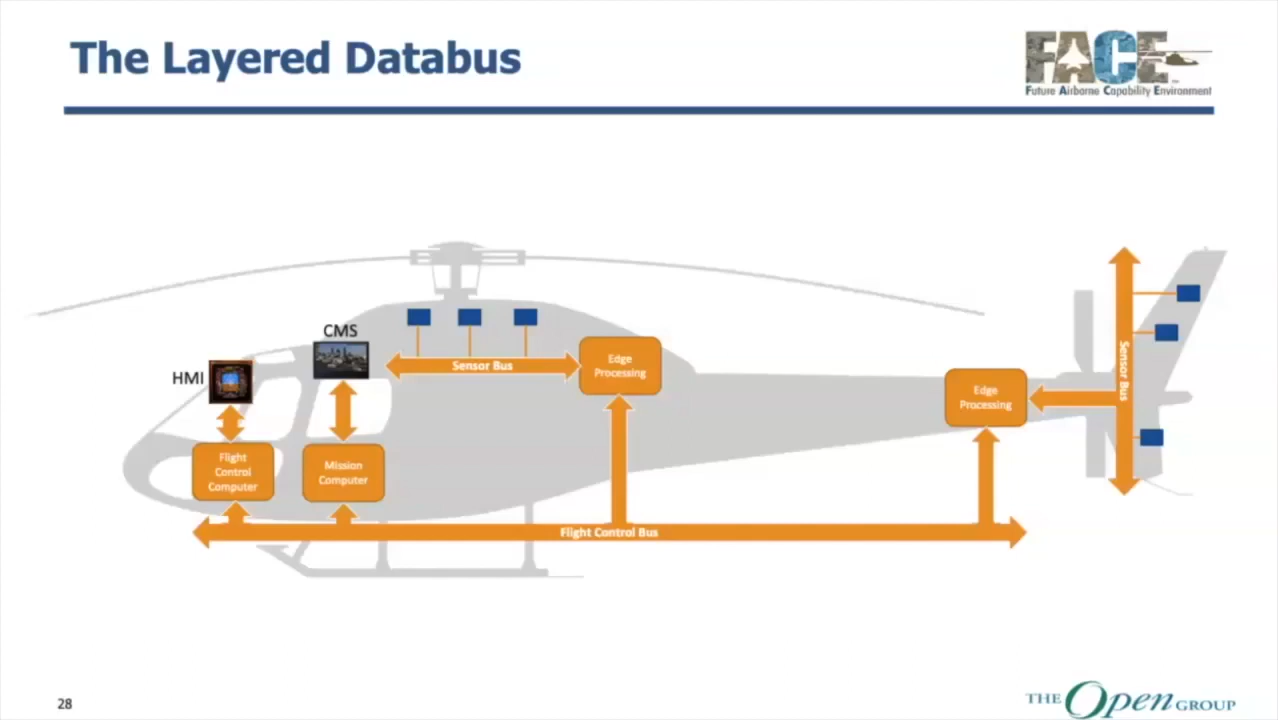 The Layered Databus
FACE
Future Airborne Capability Environment
CMS
HMI
Sensor Bus
Edge
Processing
Edge
Processing
Sensor Bus
Flight
Control
Computer
Mission
Computer
Flight Control Bus
28
THE Open GROUP